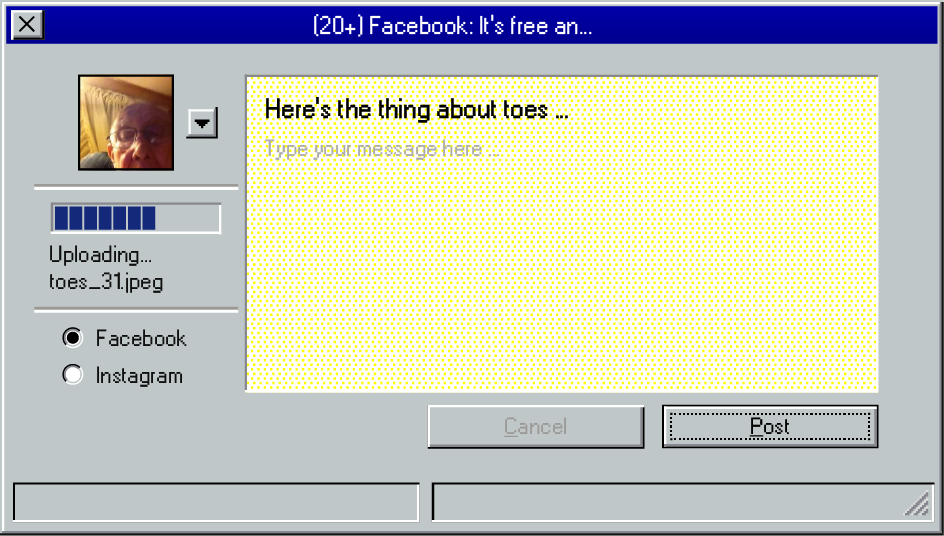 (20+) Facebook: It's free an...
Here's the thing about toes ...
Type your message here ...
Uploading...
toes_31.jpeg
Facebook
Instagram
Cancel
Post